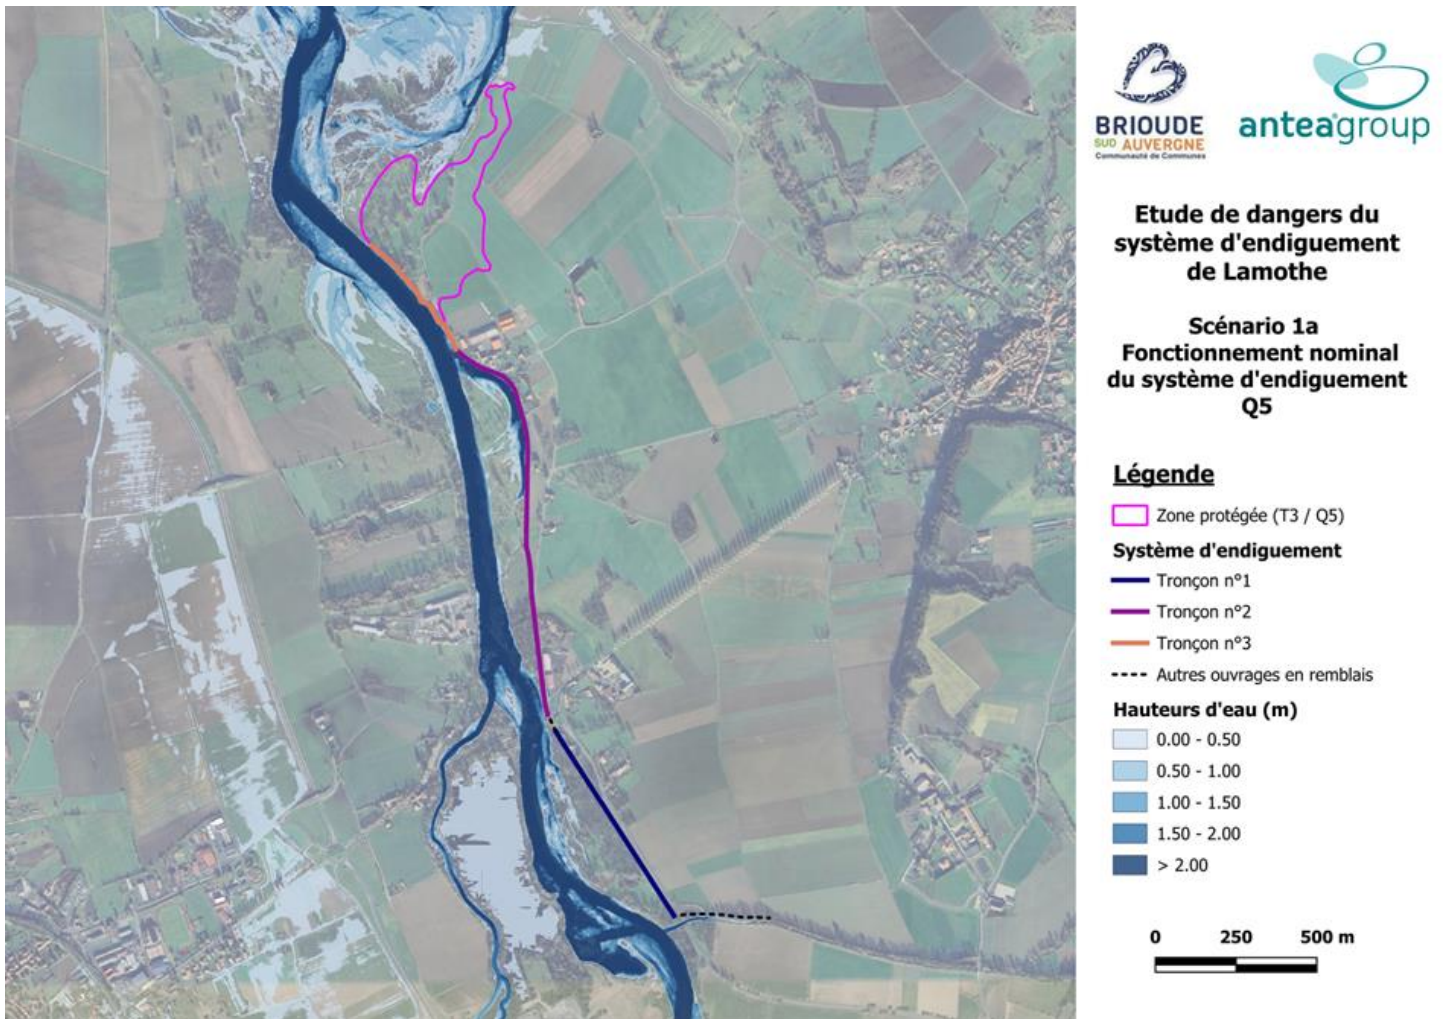 BRIOUDE
SUD AUVERGNE
Communauté de Communes
anteagroup
Etude de dangers du
système d'endiguement
de Lamothe
Scénario 1a
Fonctionnement nominal
du système d'endiguement
Q5
Légende
Zone protégée (T3 / Q5)
Système d'endiguement
Tronçon n°1
Tronçon n°2
Tronçon n°3
Autres ouvrages en remblais
Hauteurs d'eau (m)
0.00 - 0.50
0.50 - 1.00
1.00 - 1.50
1.50 - 2.00
> 2.00
0 250 500 m